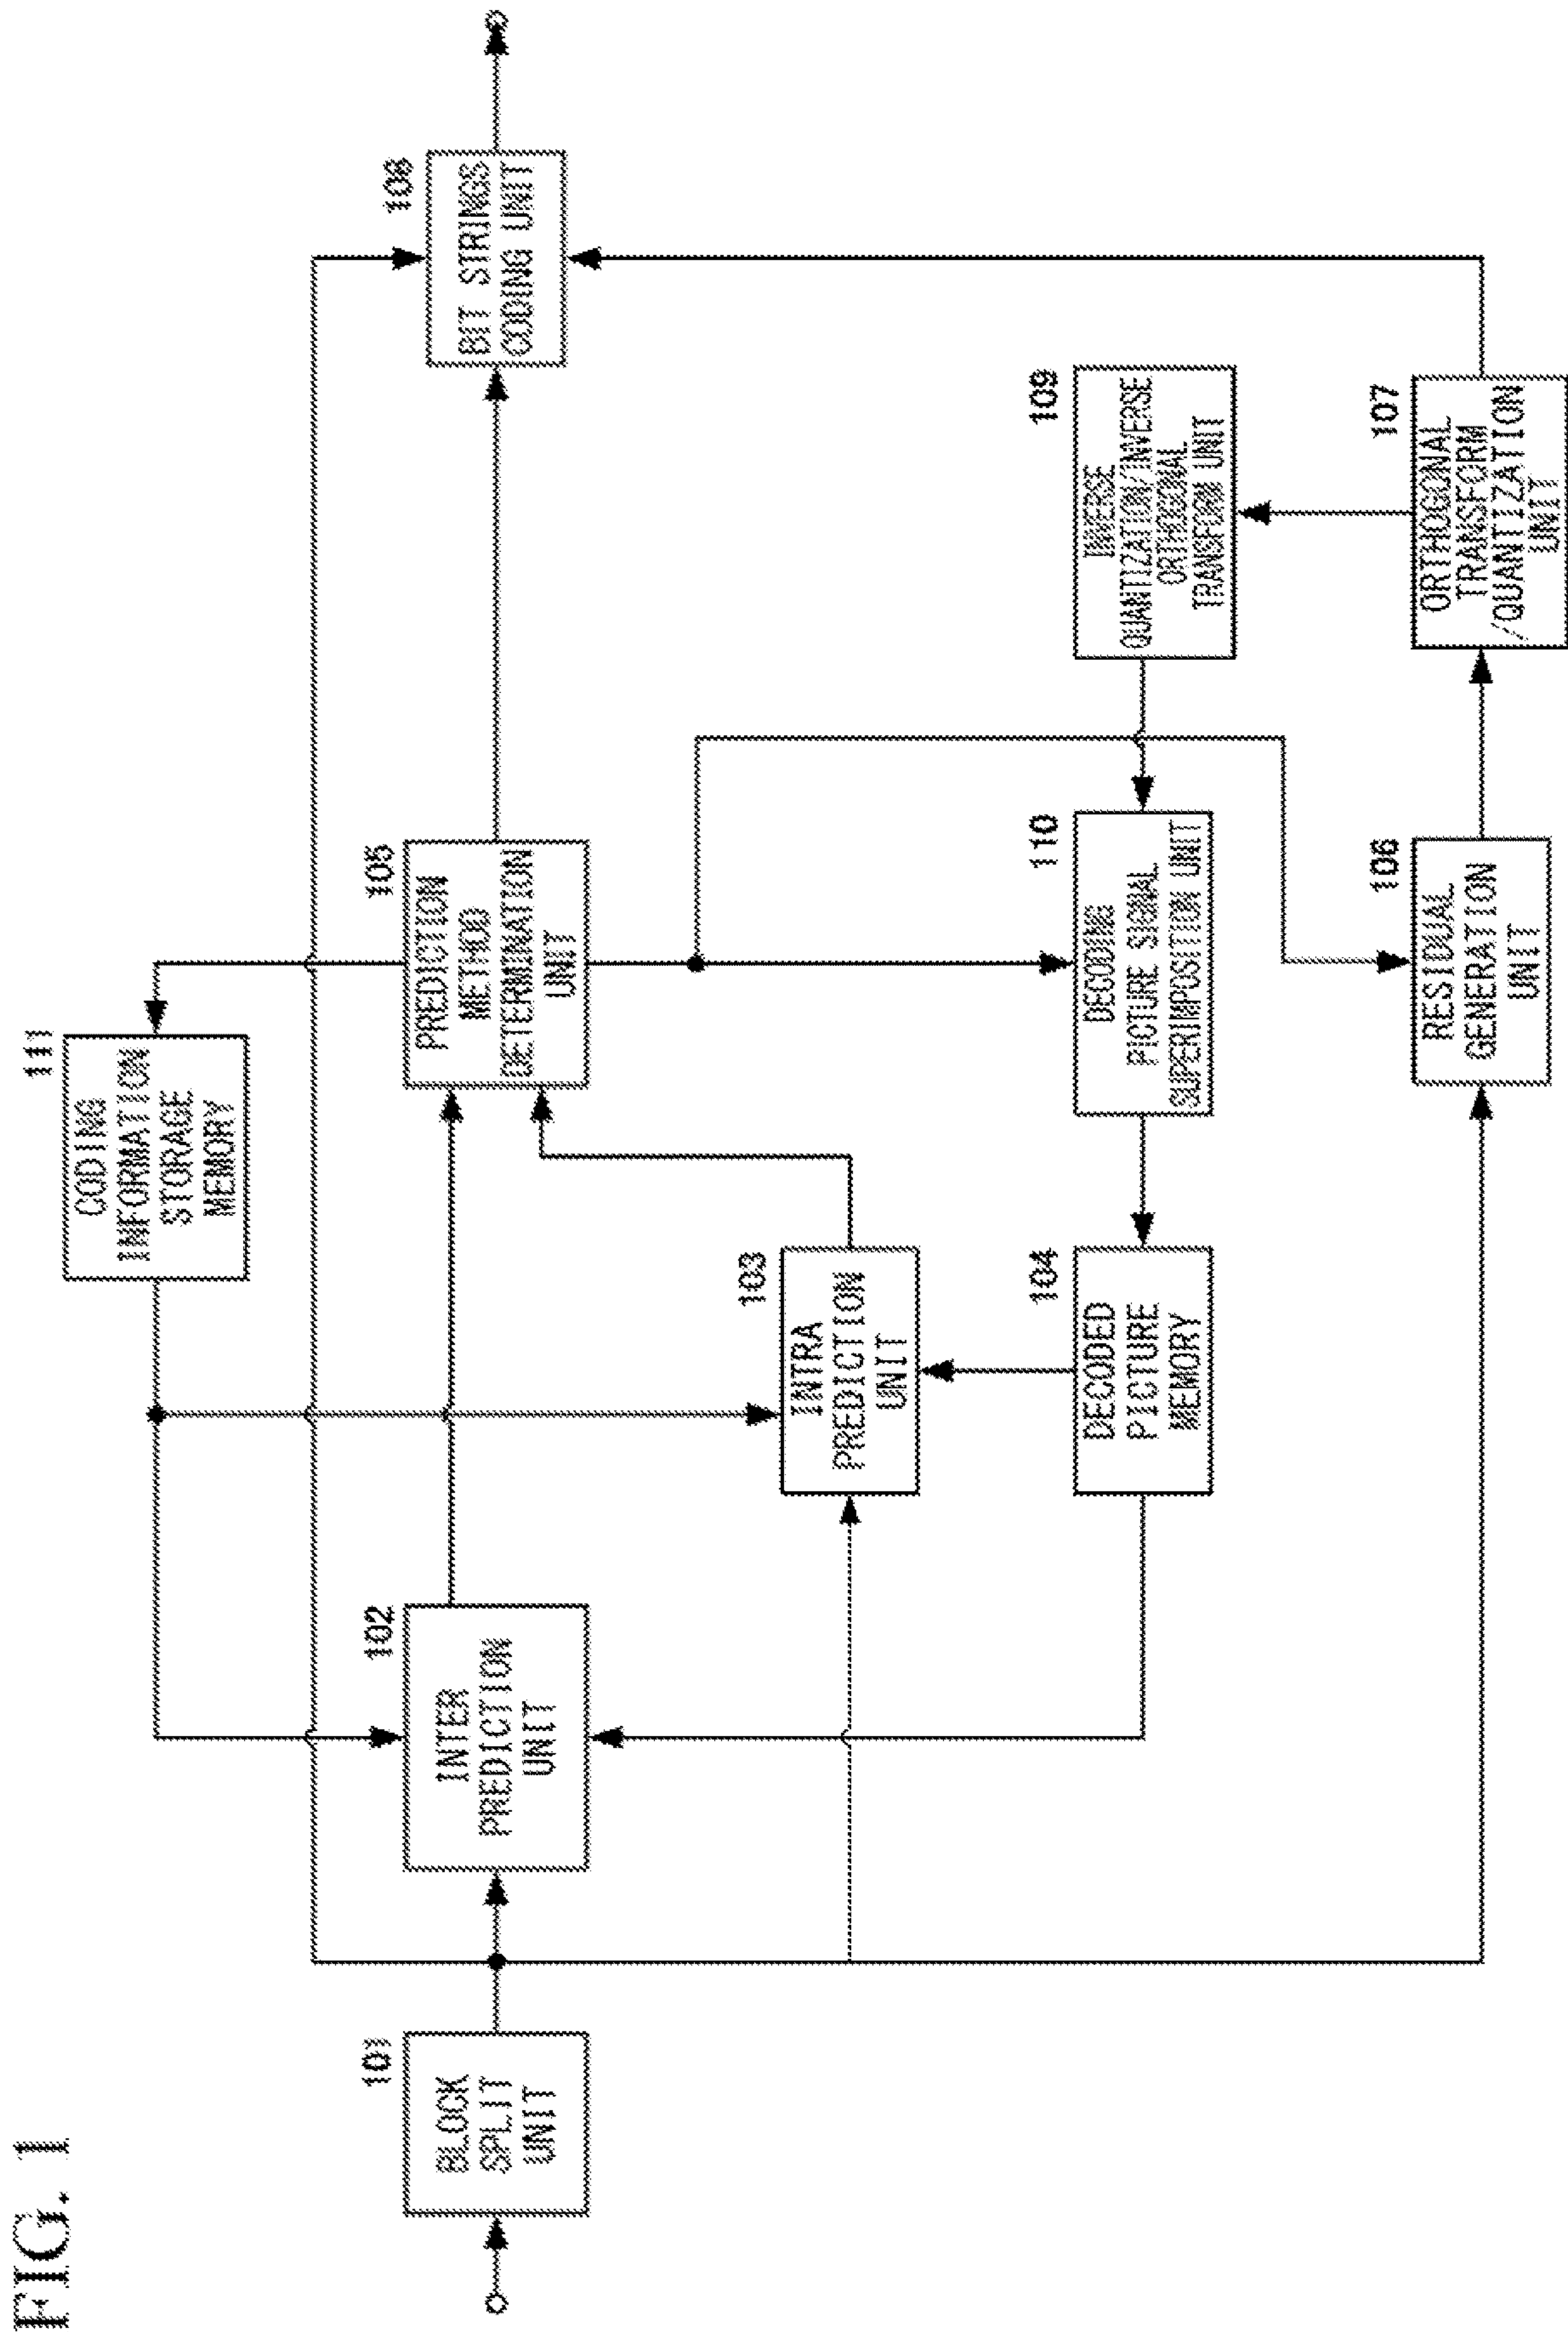 FIG. 1
101
BLOCK
SPLIT
UNIT
102
INTER
PREDICTION
UNIT
111
CODING
INFORMATION
STORAGE
MEMORY
103
INTRA
PREDICTION
UNIT
104
DECODED
PICTURE
MEMORY
105
PREDICTION
METHOD
DETERMINATION
UNIT
110
DECODING
PICTURE SIGNAL
SUPERIMPOSITION UNIT
106
RESIDUAL
GENERATION
UNIT
109
INVERSE
QUANTIZATION/INVERSE
ORTHOGONAL
TRANSFORM UNIT
107
ORTHOGONAL
TRANSFORM
/QUANTIZATION
UNIT
108
BIT STRINGS
CODING UNIT